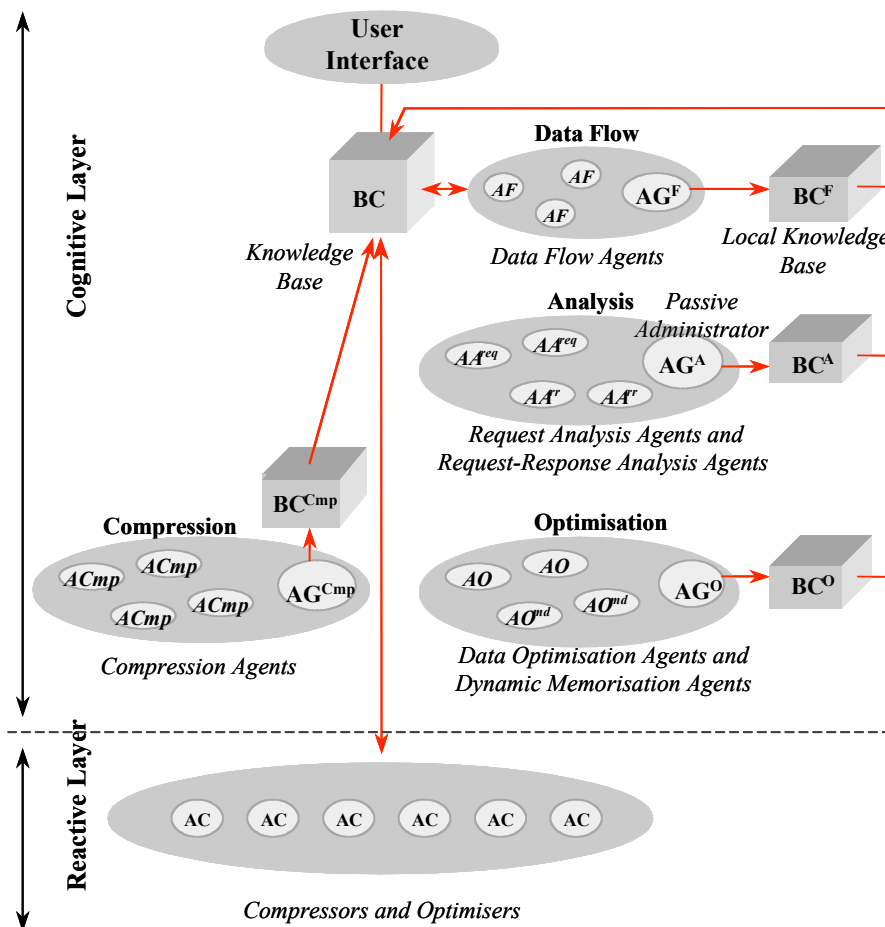 User
Interface
Cognitive Layer
Data Flow
BC
AF
AF
AF
AG^F
BC^F
Knowledge
Base
Data Flow Agents
Local Knowledge
Base
Analysis
Passive
Administrator
AA^req
AA^req
AG^A
BC^A
AA^rr
AA^rr
Request Analysis Agents and
Request-Response Analysis Agents
BC^Cmp
Compression
Optimisation
ACmp
ACmp
ACmp
ACmp
AG^Cmp
AO
AO
AG^O
BC^O
AO^md
AO^md
Compression Agents
Data Optimisation Agents and
Dynamic Memorisation Agents
Reactive Layer
AC
AC
AC
AC
AC
AC
Compressors and Optimisers